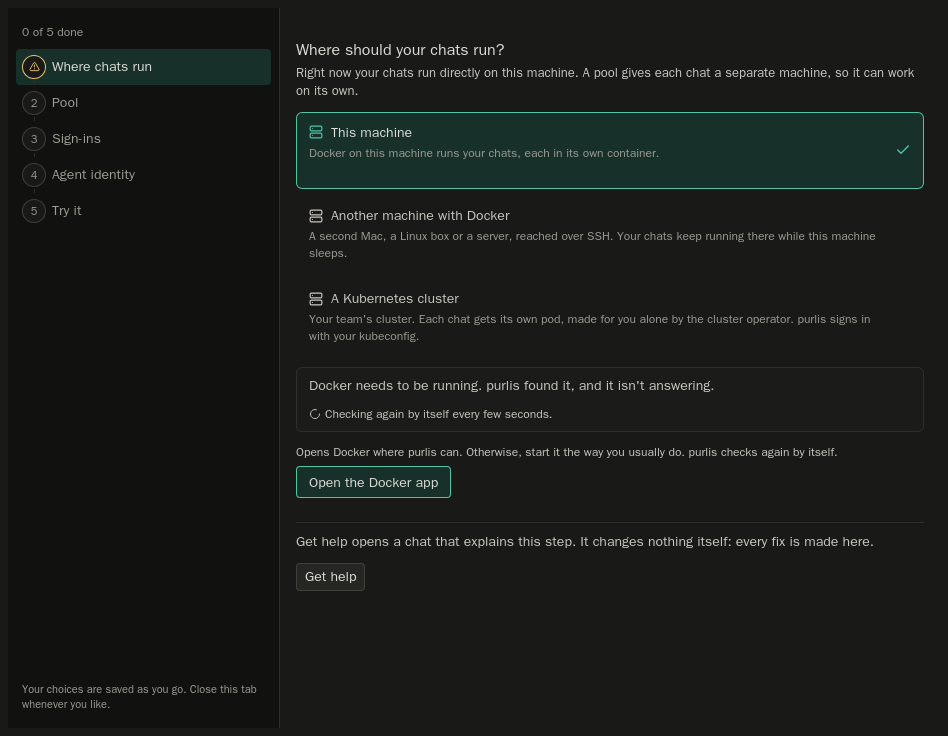 0 of 5 done
Where chats run
2 Pool
3 Sign-ins
4 Agent identity
5 Try it
Your choices are saved as you go. Close this tab
whenever you like.
Where should your chats run?
Right now your chats run directly on this machine. A pool gives each chat a separate machine, so it can work
on its own.
This machine
Docker on this machine runs your chats, each in its own container.
Another machine with Docker
A second Mac, a Linux box or a server, reached over SSH. Your chats keep running there while this machine
sleeps.
A Kubernetes cluster
Your team's cluster. Each chat gets its own pod, made for you alone by the cluster operator. purlis signs in
with your kubeconfig.
Docker needs to be running. purlis found it, and it isn't answering.
Checking again by itself every few seconds.
Opens Docker where purlis can. Otherwise, start it the way you usually do. purlis checks again by itself.
Open the Docker app
Get help opens a chat that explains this step. It changes nothing itself: every fix is made here.
Get help